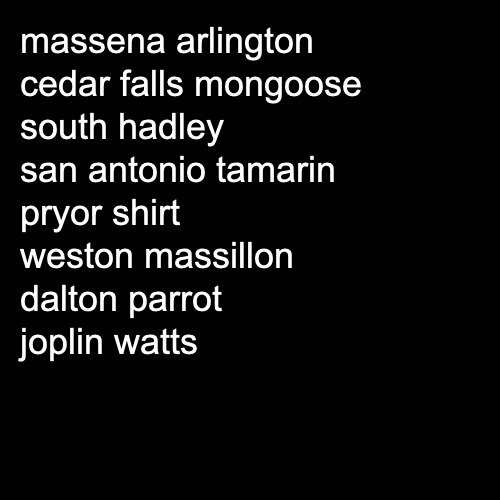 massena arlington
cedar falls mongoose
south hadley
san antonio tamarin
pryor shirt
weston massillon
dalton parrot
joplin watts